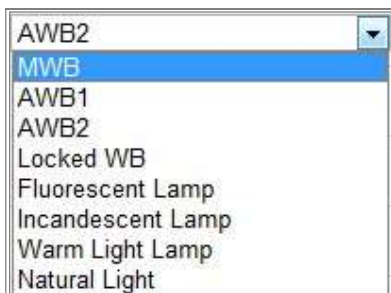 AWB2
MWB
AWB1
AWB2
Locked WB
Fluorescent Lamp
Incandescent Lamp
Warm Light Lamp
Natural Light